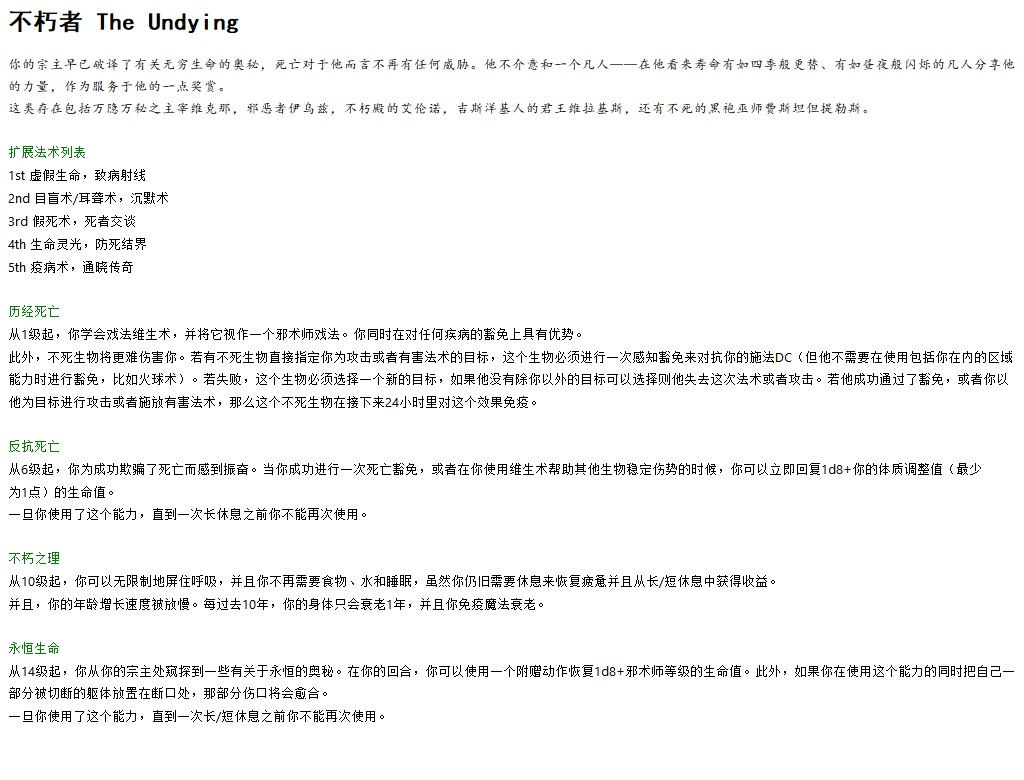 不朽者 The Undying
你的宗主早已破译了有关无穷生命的奥秘，死亡对于他而言不再有任何威胁。他不介意和一个凡人——在他看来寿命有如四季般更替、有如昼夜般闪烁的凡人分享他
的力量，作为服务于他的一点奖赏。
这类存在包括万隐万秘之主宰维克那，邪恶者伊乌兹，不朽殿的艾伦诺，吉斯洋基人的君王维拉基斯，还有不死的黑袍巫师费斯坦但提勒斯。
扩展法术列表
1st 虚假生命，致病射线
2nd 目盲术/耳聋术，沉默术
3rd 假死术，死者交谈
4th 生命灵光，防死结界
5th 疫病术，通晓传奇
历经死亡
从1级起，你学会戏法维生术，并将它视作一个邪术师戏法。你同时在对任何疾病的豁免上具有优势。
此外，不死生物将更难伤害你。若有不死生物直接指定你为攻击或者有害法术的目标，这个生物必须进行一次感知豁免来对抗你的施法DC（但他不需要在使用包括你在内的区域
能力时进行豁免，比如火球术）。若失败，这个生物必须选择一个新的目标，如果他没有除你以外的目标可以选择则他失去这次法术或者攻击。若他成功通过了豁免，或者你以
他为目标进行攻击或者施放有害法术，那么这个不死生物在接下来24小时里对这个效果免疫。
反抗死亡
从6级起，你为成功欺骗了死亡而感到振奋。当你成功进行一次死亡豁免，或者在你使用维生术帮助其他生物稳定伤势的时候，你可以立即回复1d8+你的体质调整值（最少
为1点）的生命值。
一旦你使用了这个能力，直到一次长休息之前你不能再次使用。
不朽之理
从10级起，你可以无限制地屏住呼吸，并且你不再需要食物、水和睡眠，虽然你仍旧需要休息来恢复疲惫并且从长/短休息中获得收益。
并且，你的年龄增长速度被放慢。每过去10年，你的身体只会衰老1年，并且你免疫魔法衰老。
永恒生命
从14级起，你从你的宗主处窥探到一些有关于永恒的奥秘。在你的回合，你可以使用一个附赠动作恢复1d8+邪术师等级的生命值。此外，如果你在使用这个能力的同时把自己一
部分被切断的躯体放置在断口处，那部分伤口将会愈合。
一旦你使用了这个能力，直到一次长/短休息之前你不能再次使用。